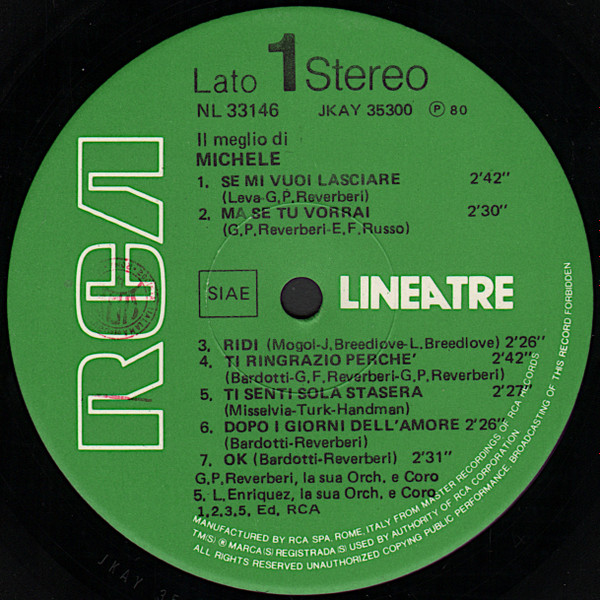 Lato 1 Stereo
NL 33146 JKAY 35300 Ⓟ 80
Il meglio di
MICHELE
1. SE MI VUOI LASCIARE 2'42"
(Leva-G.P.Reverberi)
2. MA SE TU VORRAI 2'30"
(G.P.Reverberi-E.F.Russo)
RCA
SIAE
LINEATRE
3. RIDI (Mogol-J.Breedlove-L.Breedlove) 2'26"
4. TI RINGRAZIO PERCHE' 2'42"
(Bardotti-G.F.Reverberi-G.P.Reverberi)
5. TI SENTI SOLA STASERA 2'27"
(Misselvia-Turk-Handman)
6. DOPO I GIORNI DELL'AMORE 2'26"
(Bardotti-Reverberi)
7. OK (Bardotti-Reverberi) 2'31"
G.P.Reverberi, la sua Orch. e Coro
5. L.Enriquez, la sua Orch. e Coro
1.2.3.5. Ed. RCA
MANUFACTURED BY RCA SPA, ROME, ITALY FROM MASTER RECORDINGS OF RCA RECORDS
TM(S) ® MARCA(S) REGISTRADA(S) USED BY AUTHORITY OF RCA CORPORATION
ALL RIGHTS RESERVED UNAUTHORIZED COPYING PUBLIC PERFORMANCE, BROADCASTING OF THIS RECORD FORBIDDEN
JKAY 35